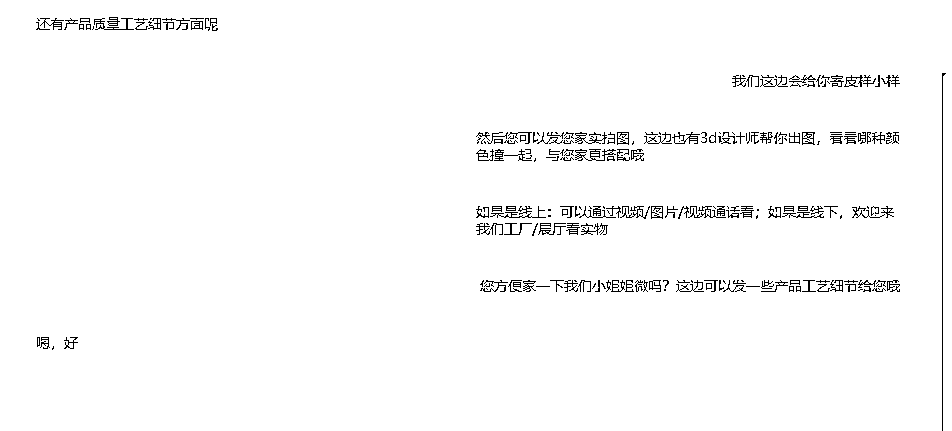 还有产品质量工艺细节方面呢
我们这边会给你寄皮样小样
然后您可以发您家实拍图，这边也有3d设计师帮你出图，看看哪种颜
色撞一起，与您家更搭配哦
如果是线上：可以通过视频/图片/视频通话看；如果是线下，欢迎来
我们工厂/展厅看实物
您方便家一下我们小姐姐微吗？这边可以发一些产品工艺细节给您哦
嗯，好